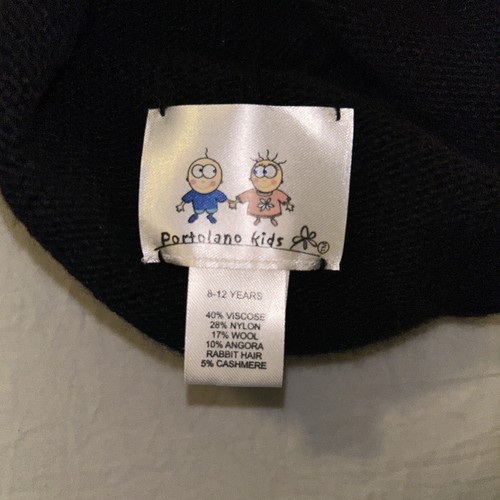 Portolano kids
8-12 YEARS
40% VISCOSE
28% NYLON
17% WOOL
10% ANGORA
RABBIT HAIR
5% CASHMERE